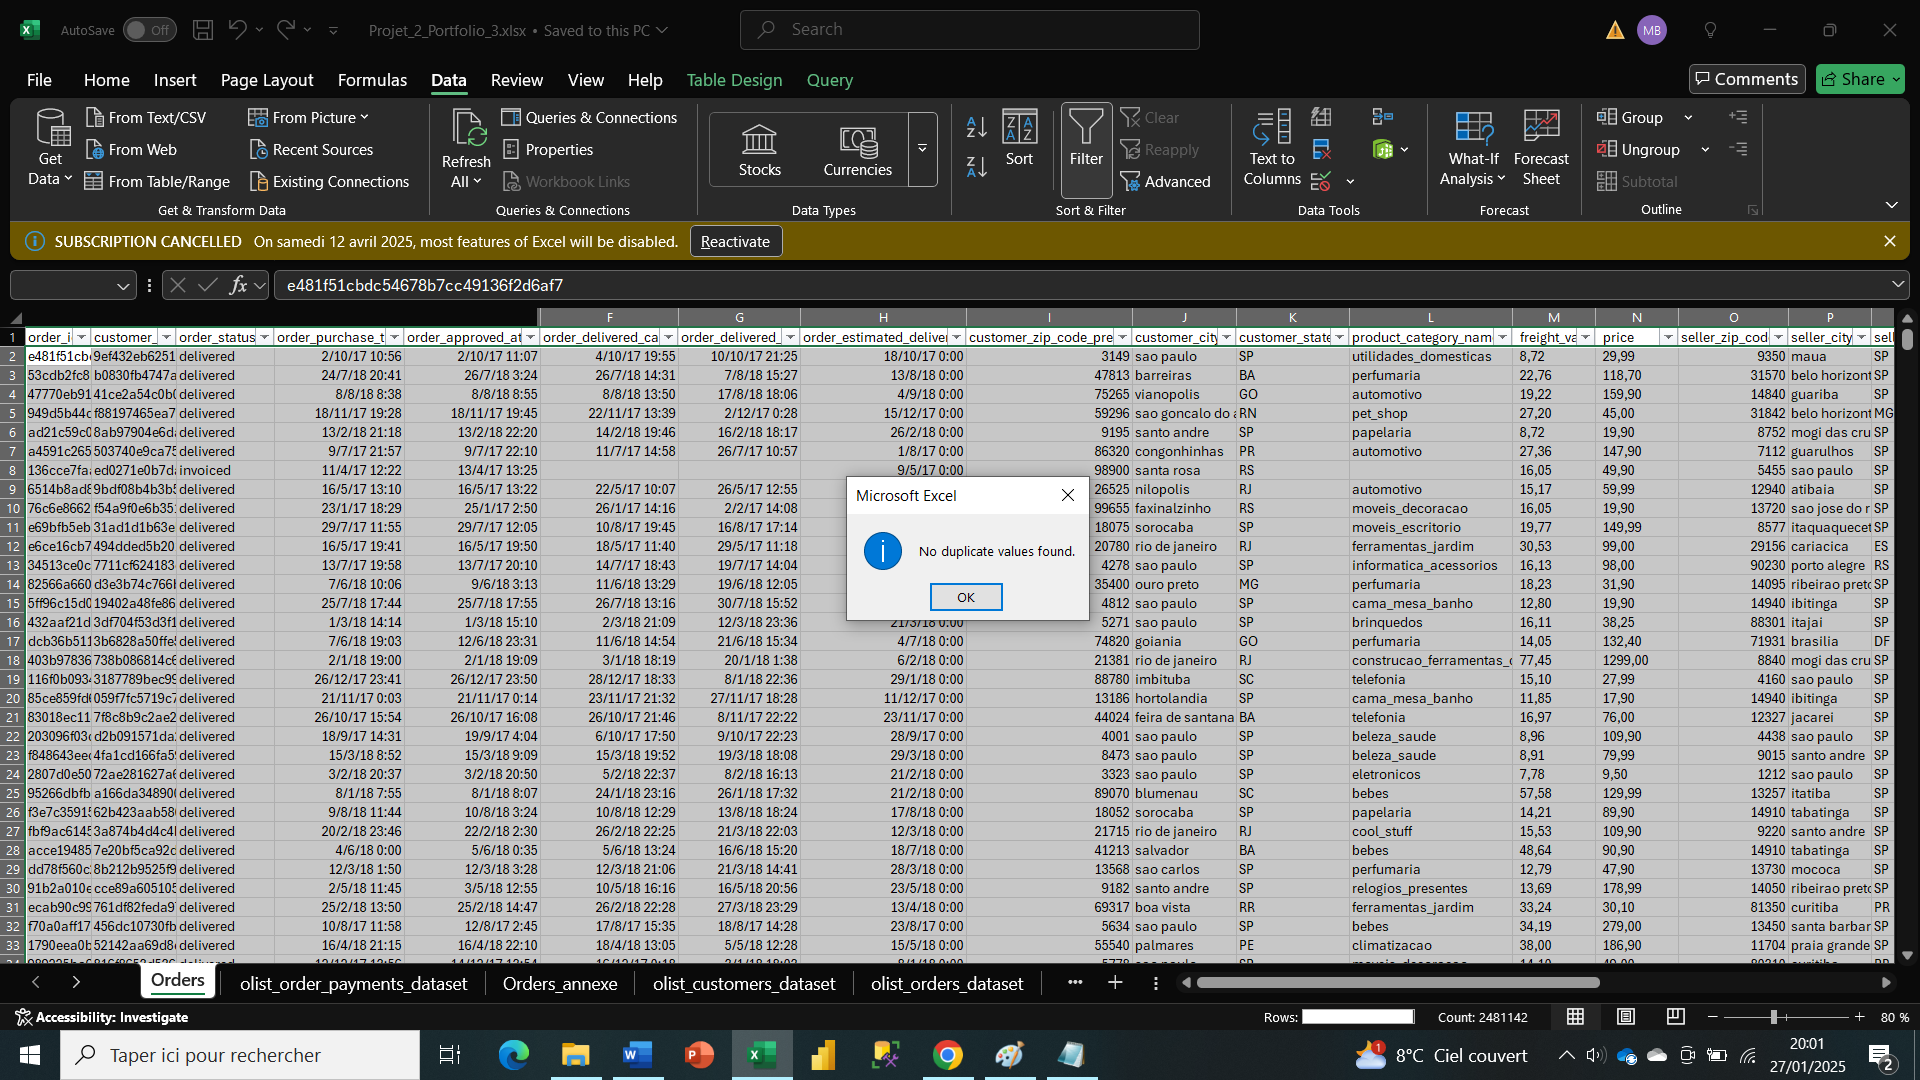 AutoSave Off Projet_2_Portfolio_3.xlsx • Saved to this PC Search MB
File Home Insert Page Layout Formulas Data Review View Help Table Design Query Comments Share
Get Data From Text/CSV From Web From Table/Range From Picture Recent Sources Existing Connections
Get & Transform Data
Refresh All Queries & Connections Properties Workbook Links
Queries & Connections
Stocks Currencies
Data Types
Sort Filter Clear Reapply Advanced
Sort & Filter
Text to Columns
Data Tools
What-If Analysis Forecast Sheet
Forecast
Group Ungroup Subtotal
Outline
SUBSCRIPTION CANCELLED On samedi 12 avril 2025, most features of Excel will be disabled. Reactivate
fx e481f51cbdc54678b7cc49136f2d6af7
F G H I J K L M N O P
1 order_i customer_ order_status order_purchase_t order_approved_at order_delivered_ca order_delivered_ order_estimated_deliver customer_zip_code_pre customer_city customer_state product_category_nam freight_va price seller_zip_cod seller_city sell
2 e481f51cb 9ef432eb6251 delivered 2/10/17 10:56 2/10/17 11:07 4/10/17 19:55 10/10/17 21:25 18/10/17 0:00 3149 sao paulo SP utilidades_domesticas 8,72 29,99 9350 maua SP
3 53cdb2fc8 b0830fb4747a delivered 24/7/18 20:41 26/7/18 3:24 26/7/18 14:31 7/8/18 15:27 13/8/18 0:00 47813 barreiras BA perfumaria 22,76 118,70 31570 belo horizont SP
4 47770eb91 41ce2a54c0b0 delivered 8/8/18 8:38 8/8/18 8:55 8/8/18 13:50 17/8/18 18:06 4/9/18 0:00 75265 vianopolis GO automotivo 19,22 159,90 14840 guariba SP
5 949d5b44c f88197465ea7 delivered 18/11/17 19:28 18/11/17 19:45 22/11/17 13:39 2/12/17 0:28 15/12/17 0:00 59296 sao goncalo do a RN pet_shop 27,20 45,00 31842 belo horizont MG
6 ad21c59c0 8ab97904e6da delivered 13/2/18 21:18 13/2/18 22:20 14/2/18 19:46 16/2/18 18:17 26/2/18 0:00 9195 santo andre SP papelaria 8,72 19,90 8752 mogi das cru SP
7 a4591c265 503740e9ca75 delivered 9/7/17 21:57 9/7/17 22:10 11/7/17 14:58 26/7/17 10:57 1/8/17 0:00 86320 congonhinhas PR automotivo 27,36 147,90 7112 guarulhos SP
8 136cce7faa ed0271e0b7da invoiced 11/4/17 12:22 13/4/17 13:25 9/5/17 0:00 98900 santa rosa RS 16,05 49,90 5455 sao paulo SP
9 6514b8ad8 9bdf08b4b3b5 delivered 16/5/17 13:10 16/5/17 13:22 22/5/17 10:07 26/5/17 12:55 26525 nilopolis RJ automotivo 15,17 59,99 12940 atibaia SP
10 76c6e8662 f54a9f0e6b35 delivered 23/1/17 18:29 25/1/17 2:50 26/1/17 14:16 2/2/17 14:08 99655 faxinalzinho RS moveis_decoracao 16,05 19,90 13720 sao jose do r SP
11 e69bfb5eb 31ad1d1b63e delivered 29/7/17 11:55 29/7/17 12:05 10/8/17 19:45 16/8/17 17:14 18075 sorocaba SP moveis_escritorio 19,77 149,99 8577 itaquaquecet SP
12 e6ce16cb7 494dded5b20 delivered 16/5/17 19:41 16/5/17 19:50 18/5/17 11:40 29/5/17 11:18 20780 rio de janeiro RJ ferramentas_jardim 30,53 99,00 29156 cariacica ES
13 34513ce0c 7711cf624183 delivered 13/7/17 19:58 13/7/17 20:10 14/7/17 18:43 19/7/17 14:04 4278 sao paulo SP informatica_acessorios 16,13 98,00 90230 porto alegre RS
14 82566a660 d3e3b74c766b delivered 7/6/18 10:06 9/6/18 3:13 11/6/18 13:29 19/6/18 12:05 35400 ouro preto MG perfumaria 18,23 31,90 14095 ribeirao preto SP
15 5ff96c15d0 19402a48fe86 delivered 25/7/18 17:44 25/7/18 17:55 26/7/18 13:16 30/7/18 15:52 4812 sao paulo SP cama_mesa_banho 12,80 19,90 14940 ibitinga SP
16 432aaf21d 3df704f53d3f1 delivered 1/3/18 14:14 1/3/18 15:10 2/3/18 21:09 12/3/18 23:36 21/3/18 0:00 5271 sao paulo SP brinquedos 16,11 38,25 88301 itajai SP
17 dcb36b511 3b6828a50ffe delivered 7/6/18 19:03 12/6/18 23:31 11/6/18 14:54 21/6/18 15:34 4/7/18 0:00 74820 goiania GO perfumaria 14,05 132,40 71931 brasilia DF
18 403b97836 738b086814c6 delivered 2/1/18 19:00 2/1/18 19:09 3/1/18 18:19 20/1/18 1:38 6/2/18 0:00 21381 rio de janeiro RJ construcao_ferramentas_c 77,45 1299,00 8840 mogi das cru SP
19 116f0b093 3187789bec99 delivered 26/12/17 23:41 26/12/17 23:50 28/12/17 18:33 8/1/18 22:36 29/1/18 0:00 88780 imbituba SC telefonia 15,10 27,99 4160 sao paulo SP
20 85ce859fd 059f7fc5719c7 delivered 21/11/17 0:03 21/11/17 0:14 23/11/17 21:32 27/11/17 18:28 11/12/17 0:00 13186 hortolandia SP cama_mesa_banho 11,85 17,90 14940 ibitinga SP
21 83018ec11 7f8c8b9c2ae2 delivered 26/10/17 15:54 26/10/17 16:08 26/10/17 21:46 8/11/17 22:22 23/11/17 0:00 44024 feira de santana BA telefonia 16,97 76,00 12327 jacarei SP
22 203096f03 d2b091571da delivered 18/9/17 14:31 19/9/17 4:04 6/10/17 17:50 9/10/17 22:23 28/9/17 0:00 4001 sao paulo SP beleza_saude 8,96 109,90 4438 sao paulo SP
23 f848643eec 4fa1cd166fa59 delivered 15/3/18 8:52 15/3/18 9:09 15/3/18 19:52 19/3/18 18:08 29/3/18 0:00 8473 sao paulo SP beleza_saude 8,91 79,99 9015 santo andre SP
24 2807d0e50 72ae281627a6 delivered 3/2/18 20:37 3/2/18 20:50 5/2/18 22:37 8/2/18 16:13 21/2/18 0:00 3323 sao paulo SP eletronicos 7,78 9,50 1212 sao paulo SP
25 95266dbfb a166da348900 delivered 8/1/18 7:55 8/1/18 8:07 24/1/18 23:16 26/1/18 17:32 21/2/18 0:00 89070 blumenau SC bebes 57,58 129,99 13257 itatiba SP
26 f3e7c35915 62b423aab58 delivered 9/8/18 11:44 10/8/18 3:24 10/8/18 12:29 13/8/18 18:24 17/8/18 0:00 18052 sorocaba SP papelaria 14,21 89,90 14910 tabatinga SP
27 fbf9ac6145 3a874b4d4c4 delivered 20/2/18 23:46 22/2/18 2:30 26/2/18 22:25 21/3/18 22:03 12/3/18 0:00 21715 rio de janeiro RJ cool_stuff 15,53 109,90 9220 santo andre SP
28 acce19485 7e20bf5ca92d delivered 4/6/18 0:00 5/6/18 0:35 5/6/18 13:24 16/6/18 15:20 18/7/18 0:00 41213 salvador BA bebes 48,64 90,90 14910 tabatinga SP
29 dd78f560c 8b212b9525f9 delivered 12/3/18 1:50 12/3/18 3:28 12/3/18 21:06 21/3/18 14:41 28/3/18 0:00 13568 sao carlos SP perfumaria 12,79 47,90 13730 mococa SP
30 91b2a010e cce89a605105 delivered 2/5/18 11:45 3/5/18 12:55 10/5/18 16:16 16/5/18 20:56 23/5/18 0:00 9182 santo andre SP relogios_presentes 13,69 178,99 14050 ribeirao preto SP
31 ecab90c99 761df82feda9 delivered 25/2/18 13:50 25/2/18 14:47 26/2/18 22:28 27/3/18 23:29 13/4/18 0:00 69317 boa vista RR ferramentas_jardim 33,24 30,10 81350 curitiba PR
32 f70a0aff17 456dc10730fb delivered 10/8/17 11:58 12/8/17 2:45 17/8/17 15:35 18/8/17 14:28 23/8/17 0:00 5634 sao paulo SP bebes 34,19 279,00 13450 santa barbar SP
33 1790eea0b 52142aa69d8 delivered 16/4/18 21:15 16/4/18 22:10 18/4/18 13:05 5/5/18 12:28 15/5/18 0:00 55540 palmares PE climatizacao 38,00 186,90 11704 praia grande SP
Microsoft Excel
No duplicate values found.
OK
Orders olist_order_payments_dataset Orders_annexe olist_customers_dataset olist_orders_dataset
Accessibility: Investigate Rows: Count: 2481142 80 %
Taper ici pour rechercher 1 8°C Ciel couvert 20:01
27/01/2025 2